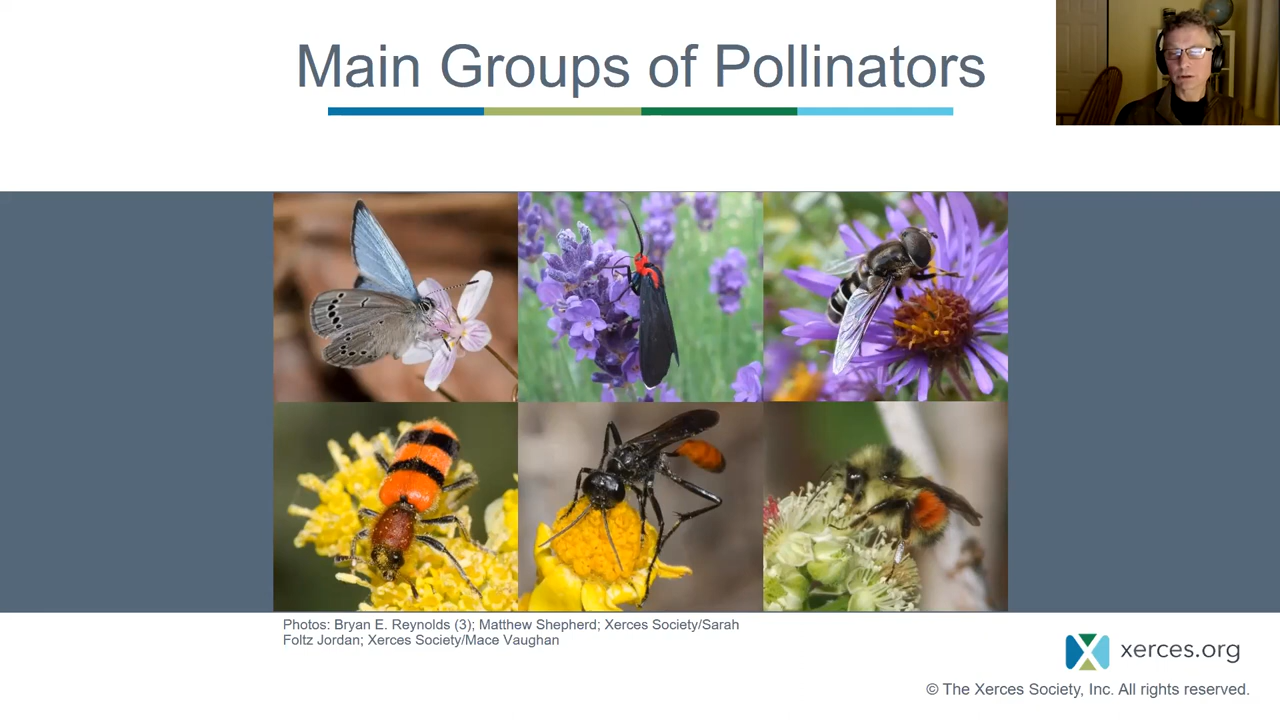 Main Groups of Pollinators
Photos: Bryan E. Reynolds (3); Matthew Shepherd; Xerces Society/Sarah
Foltz Jordan; Xerces Society/Mace Vaughan
xerces.org
© The Xerces Society, Inc. All rights reserved.